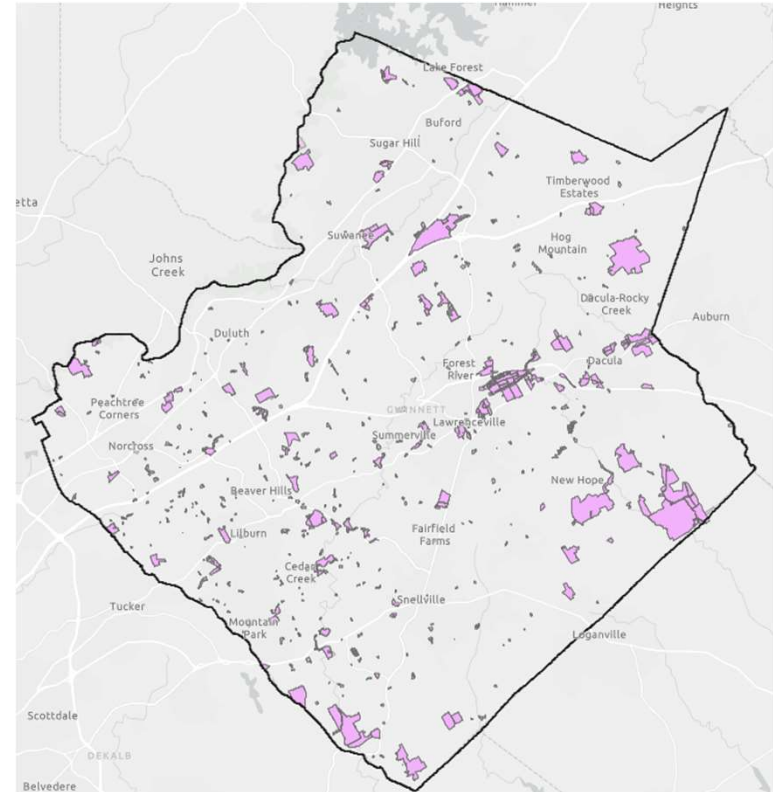 Heights
Lake Forest
Buford
Sugar Hill
Timberwood
Estates
etta
Suwanee
Hog
Mountain
Johns
Creek
Dacula-Rocky
Creek
Auburn
Duluth
Forest
River
Dacula
Peachtree
Corners
GWINNETT
Lawrenceville
Summerville
Norcross
New Hope
Beaver Hills
Fairfield
Farms
Lilburn
Cedar
Creek
Snellville
Tucker
Mountain
Park
Loganville
Scottdale
DEKALB
Belvedere